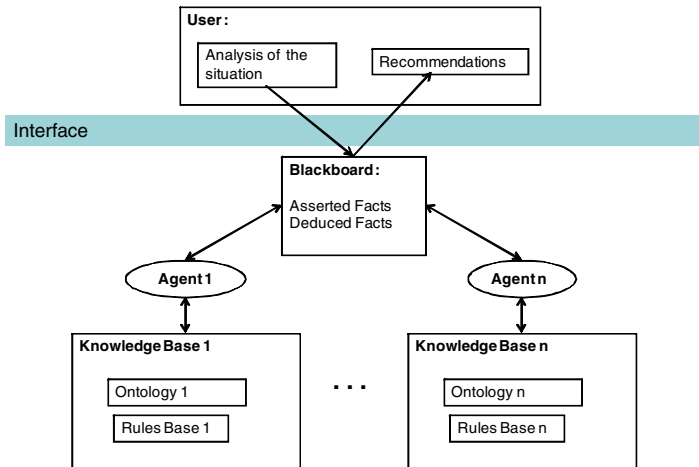 User:
Analysis of the
situation
Recommendations
Interface
Blackboard:
Asserted Facts
Deduced Facts
Agent 1
Agent n
Knowledge Base 1
Knowledge Base n
Ontology 1
. . .
Ontology n
Rules Base 1
Rules Base n